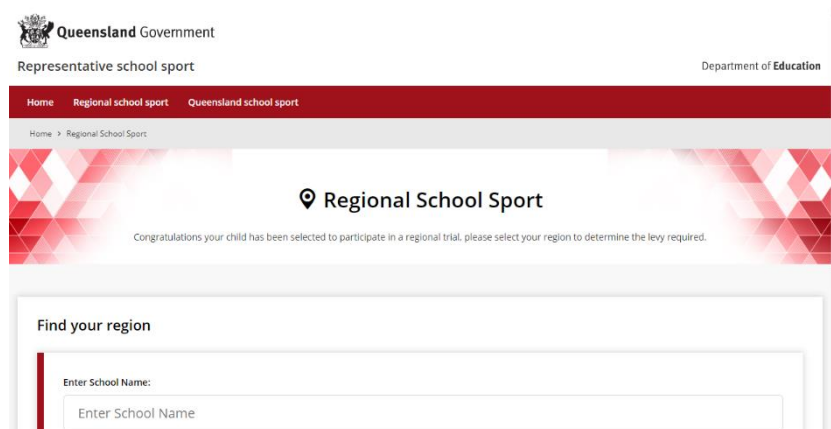 Queensland Government
Representative school sport
Department of Education
Home Regional school sport Queensland school sport
Home > Regional School Sport
Regional School Sport
Congratulations your child has been selected to participate in a regional trial, please select your region to determine the levy required.
Find your region
Enter School Name:
Enter School Name